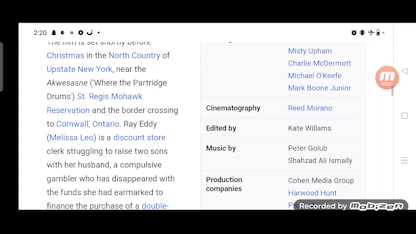 2:20
The film is set shortly before
Christmas in the North Country of
Upstate New York, near the
Akwesasne ('Where the Partridge
Drums') St. Regis Mohawk
Reservation and the border crossing
to Cornwall, Ontario. Ray Eddy
(Melissa Leo) is a discount store
clerk struggling to raise two sons
with her husband, a compulsive
gambler who has disappeared with
the funds she had earmarked to
finance the purchase of a double-
Misty Upham
Charlie McDermott
Michael O'Keefe
Mark Boone Junior
Cinematography Reed Morano
Edited by Kate Williams
Music by Peter Golub
Shahzad Ali Ismaily
Production Cohen Media Group
companies Harwood Hunt
Recorded by mobizen